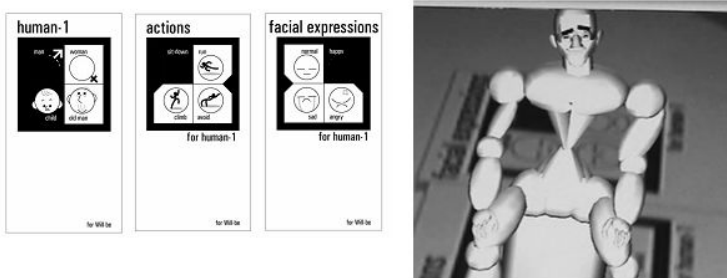 human-1
man
woman
child
old man
for Will-be
actions
sit-down
run
climb
avoid
for human-1
for Will-be
facial expressions
normal
happy
sad
angry
for human-1
for Will-be